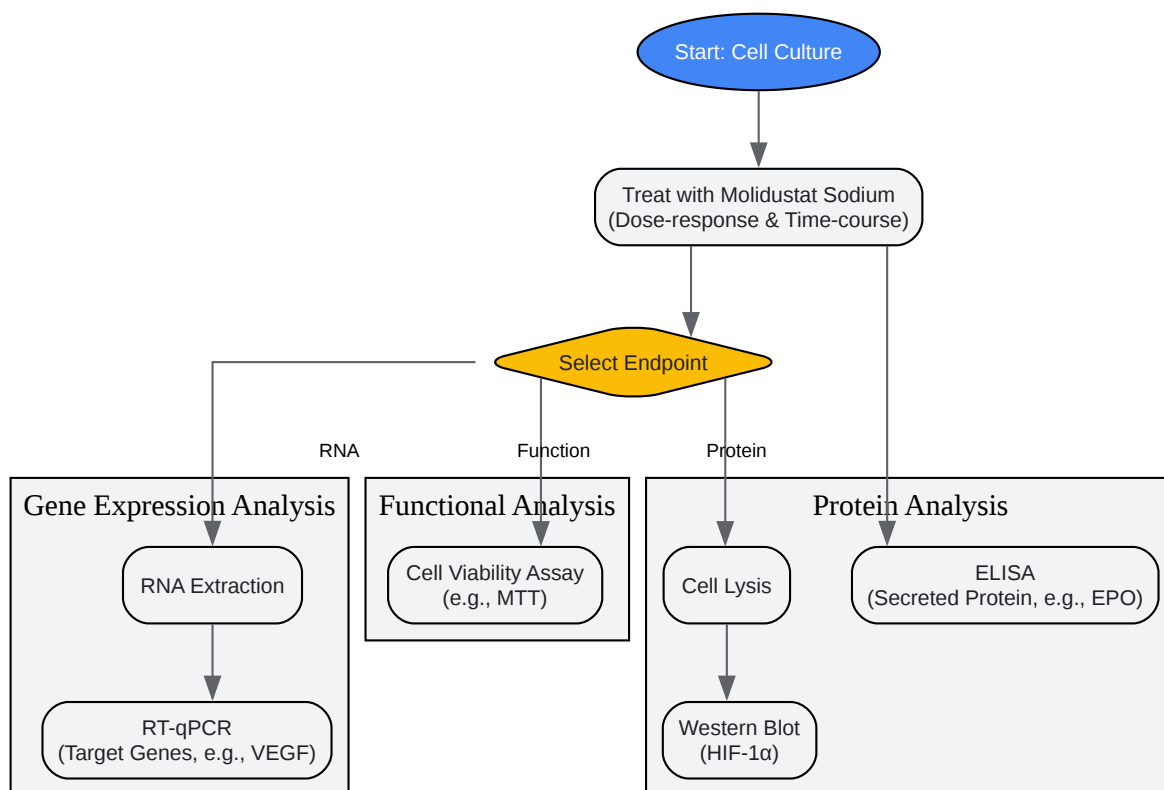 Start: Cell Culture
Treat with Molidustat Sodium
(Dose-response & Time-course)
Select Endpoint
RNA
Function
Protein
Gene Expression Analysis
Functional Analysis
Protein Analysis
RNA Extraction
Cell Viability Assay
(e.g., MTT)
Cell Lysis
ELISA
(Secreted Protein, e.g., EPO)
RT-qPCR
(Target Genes, e.g., VEGF)
Western Blot
(HIF-1α)